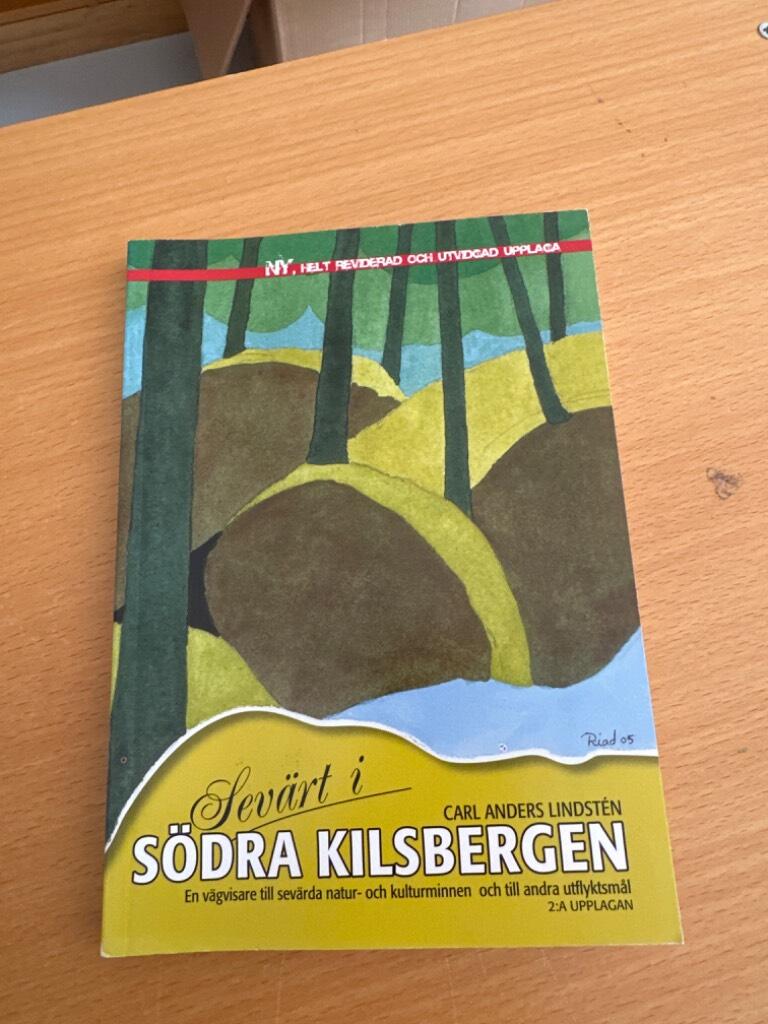 NY, HELT REVIDERAD OCH UTVIDGAD UPPLAGA
Riad 05
Sevärt i
CARL ANDERS LINDSTÉN
SÖDRA KILSBERGEN
En vägvisare till sevärda natur- och kulturminnen och till andra utflyktsmål
2:A UPPLAGAN